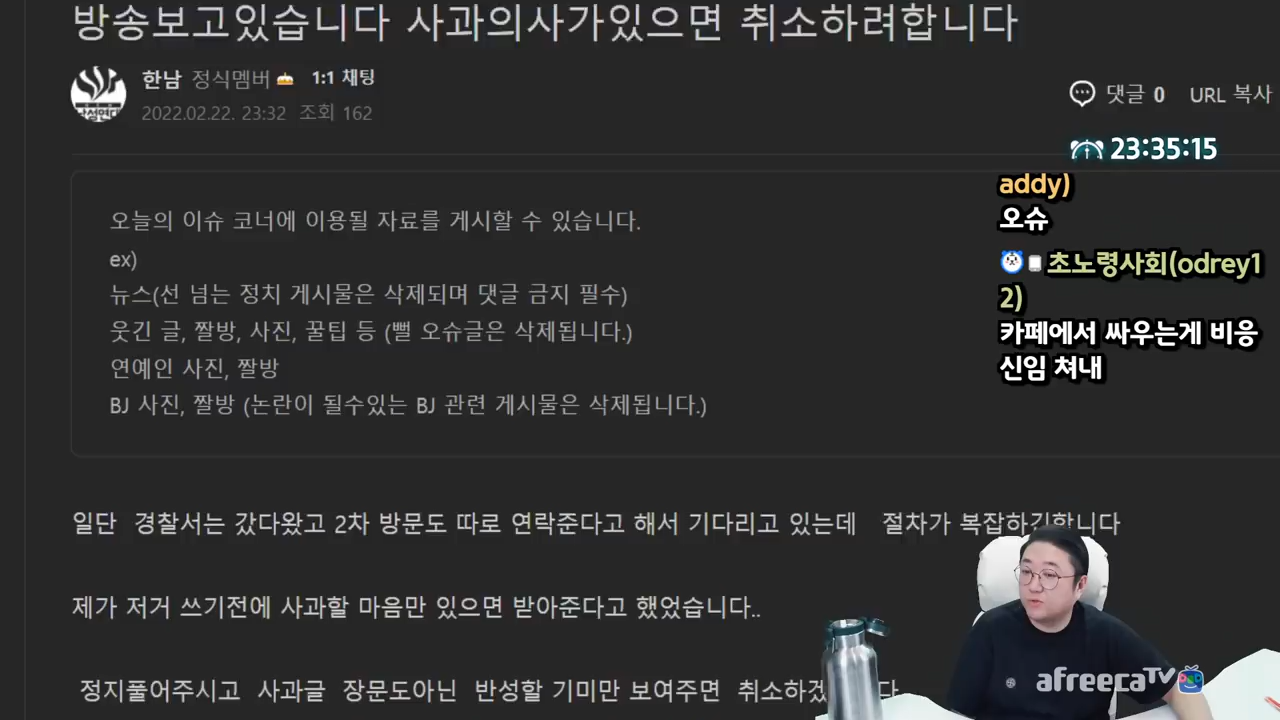 방송보고있습니다 사과의사가있으면 취소하려합니다
한남 정식멤버 1:1 채팅
2022.02.22. 23:32 조회 162
댓글 0 URL 복사
23:35:15
addy)
오슈
초노령사회(odrey1
2)
카페에서 싸우는게 비응
신임 쳐내
오늘의 이슈 코너에 이용될 자료를 게시할 수 있습니다.
ex)
뉴스(선 넘는 정치 게시물은 삭제되며 댓글 금지 필수)
웃긴 글, 짤방, 사진, 꿀팁 등 (뻘 오슈글은 삭제됩니다.)
연예인 사진, 짤방
BJ 사진, 짤방 (논란이 될수있는 BJ 관련 게시물은 삭제됩니다.)
일단 경찰서는 갔다왔고 2차 방문도 따로 연락준다고 해서 기다리고 있는데 절차가 복잡하긴합니다
제가 저거 쓰기전에 사과할 마음만 있으면 받아준다고 했었습니다..
정지풀어주시고 사과글 장문도아닌 반성할 기미만 보여주면
afreecaTV